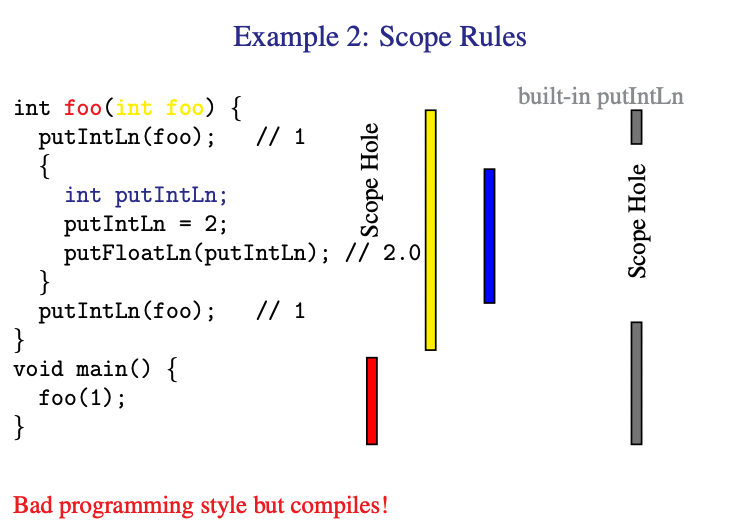 Example 2: Scope Rules
built-in putIntLn
int foo(int foo) {
putIntLn(foo); // 1
{
int putIntLn;
putIntLn = 2;
putFloatLn(putIntLn); // 2.0
}
putIntLn(foo); // 1
}
void main() {
foo(1);
}
Scope Hole
Scope Hole
Bad programming style but compiles!